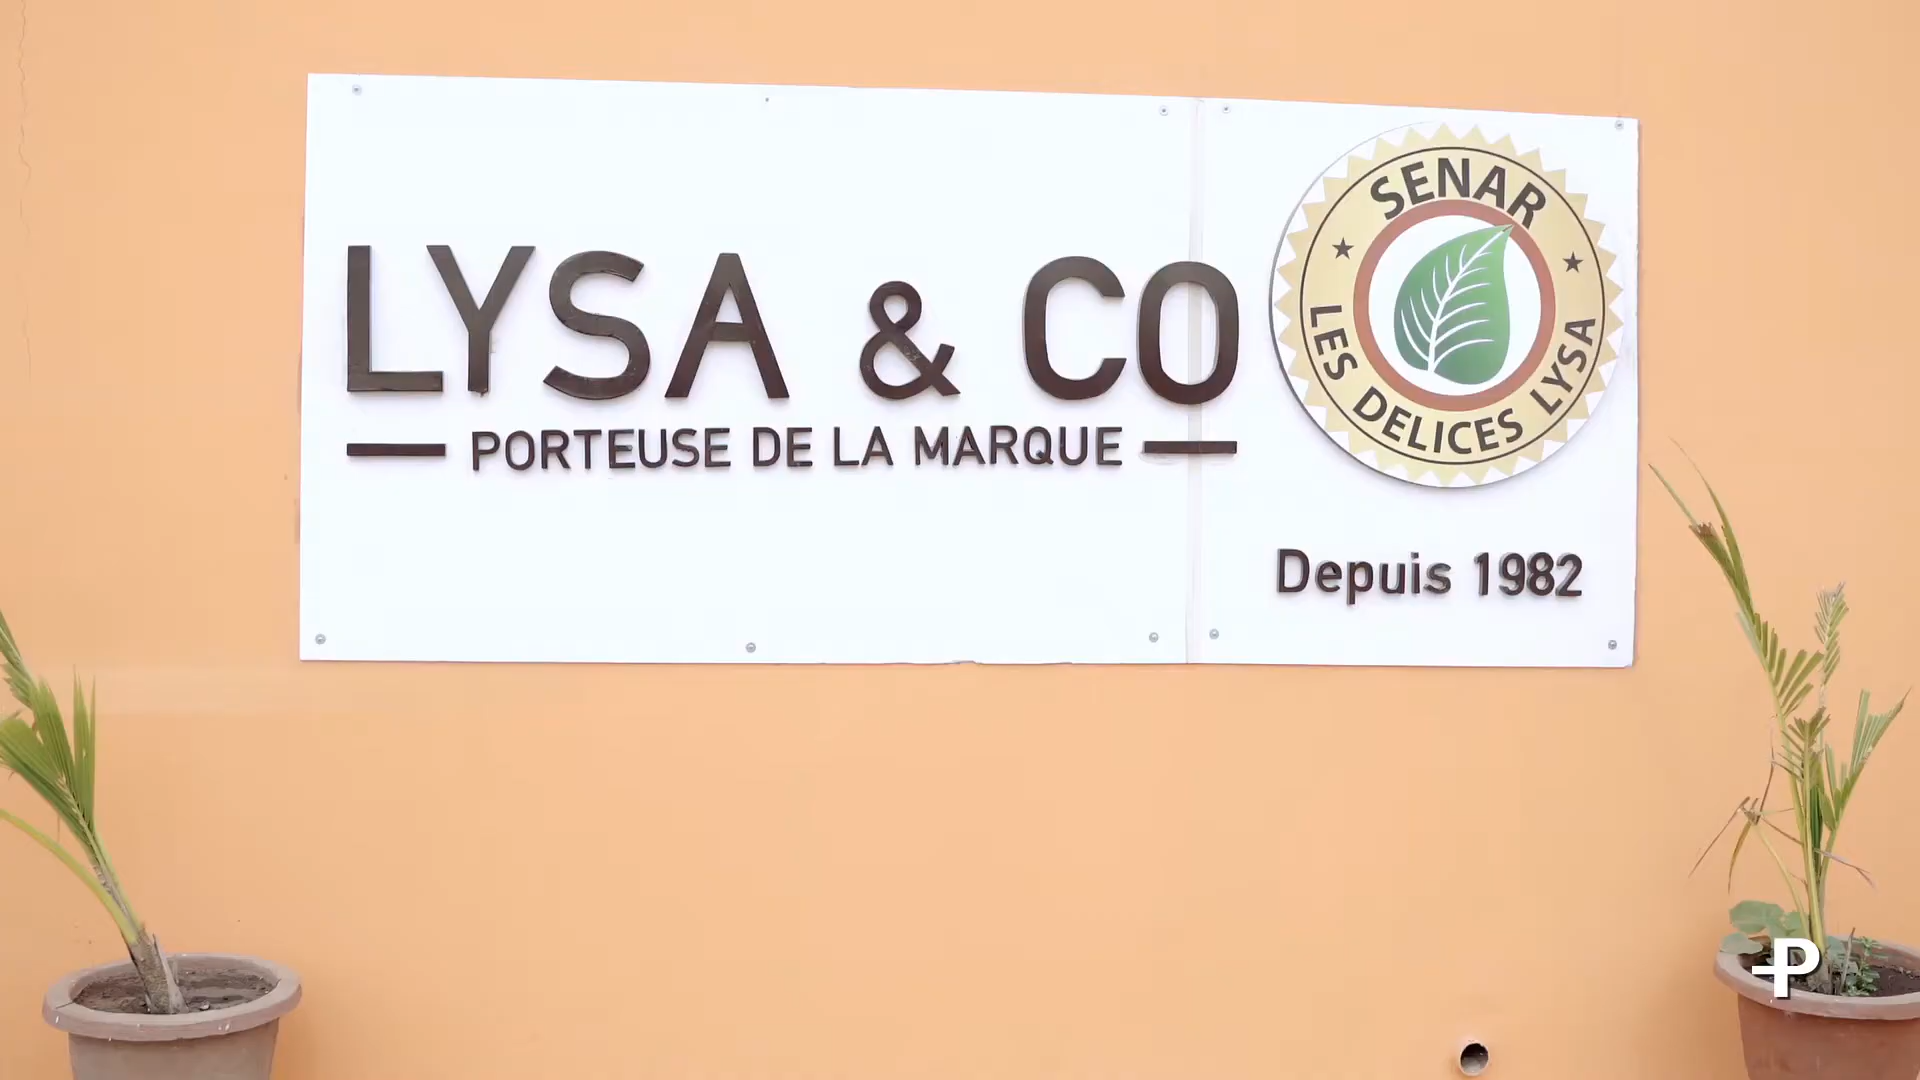 LYSA & CO
PORTEUSE DE LA MARQUE
SENAR
LES DELICES LYSA
Depuis 1982
P